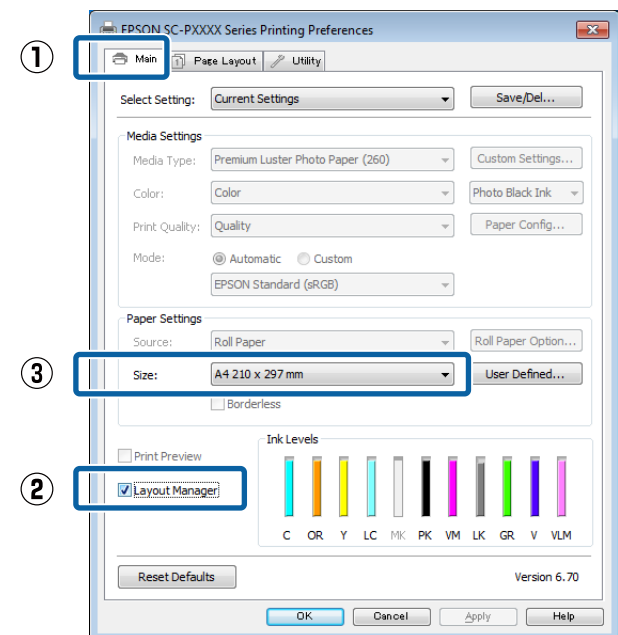 EPSON SC-PXXXX Series Printing Preferences
① Main Page Layout Utility
Select Setting: Current Settings Save/Del...
Media Settings
Media Type: Premium Luster Photo Paper (260) Custom Settings...
Color: Color Photo Black Ink
Print Quality: Quality Paper Config...
Mode: Automatic Custom
EPSON Standard (sRGB)
Paper Settings
Source: Roll Paper Roll Paper Option...
③ Size: A4 210 x 297 mm User Defined...
Borderless
Ink Levels
Print Preview
② Layout Manager
C OR Y LC MK PK VM LK GR V VLM
Reset Defaults Version 6.70
OK Cancel Apply Help